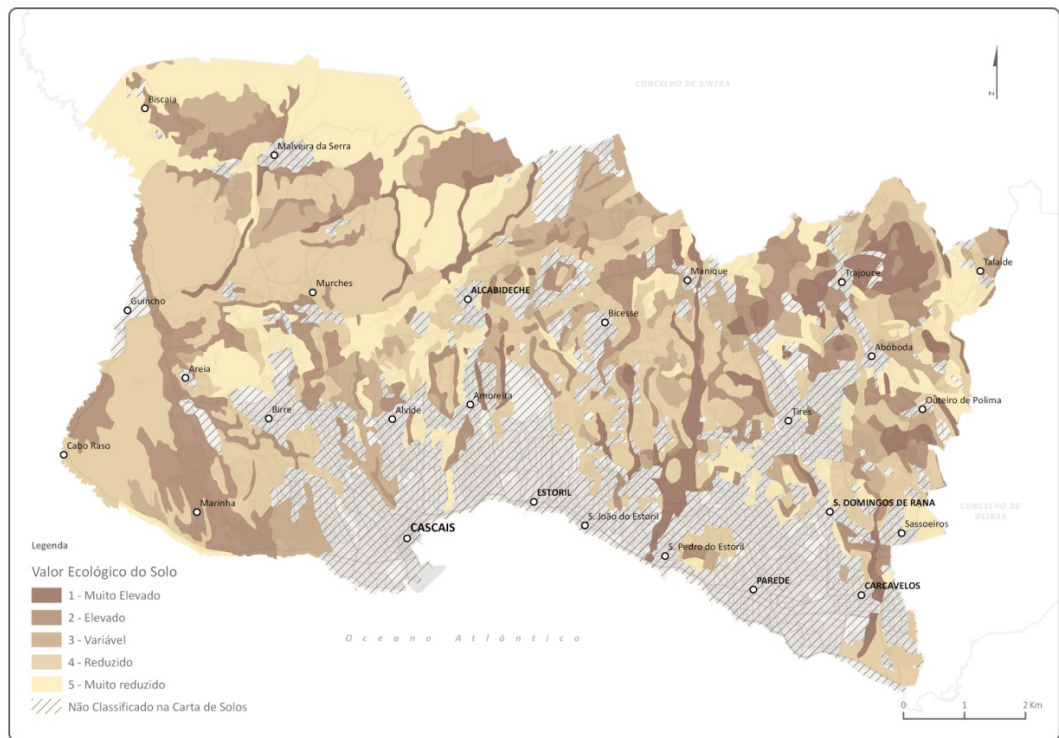 CONCELHO DE SINTRA
N
Biscaia
Malveira da Serra
Talaíde
Manique
Trajouce
Murches
ALCABIDECHE
Guincho
Bicesse
Abóboda
Areia
Amoreira
Outeiro de Polima
Birre
Alvide
Tires
Cabo Raso
ESTORIL
S. DOMINGOS DE RANA
CONCELHO DE
OEIRAS
Marinha
S. João do Estoril
Sassoeiros
CASCAIS
S. Pedro do Estoril
PAREDE
CARCAVELOS
Oceano Atlântico
Legenda
Valor Ecológico do Solo
1 - Muito Elevado
2 - Elevado
3 - Variável
4 - Reduzido
5 - Muito reduzido
Não Classificado na Carta de Solos
0 1 2 Km